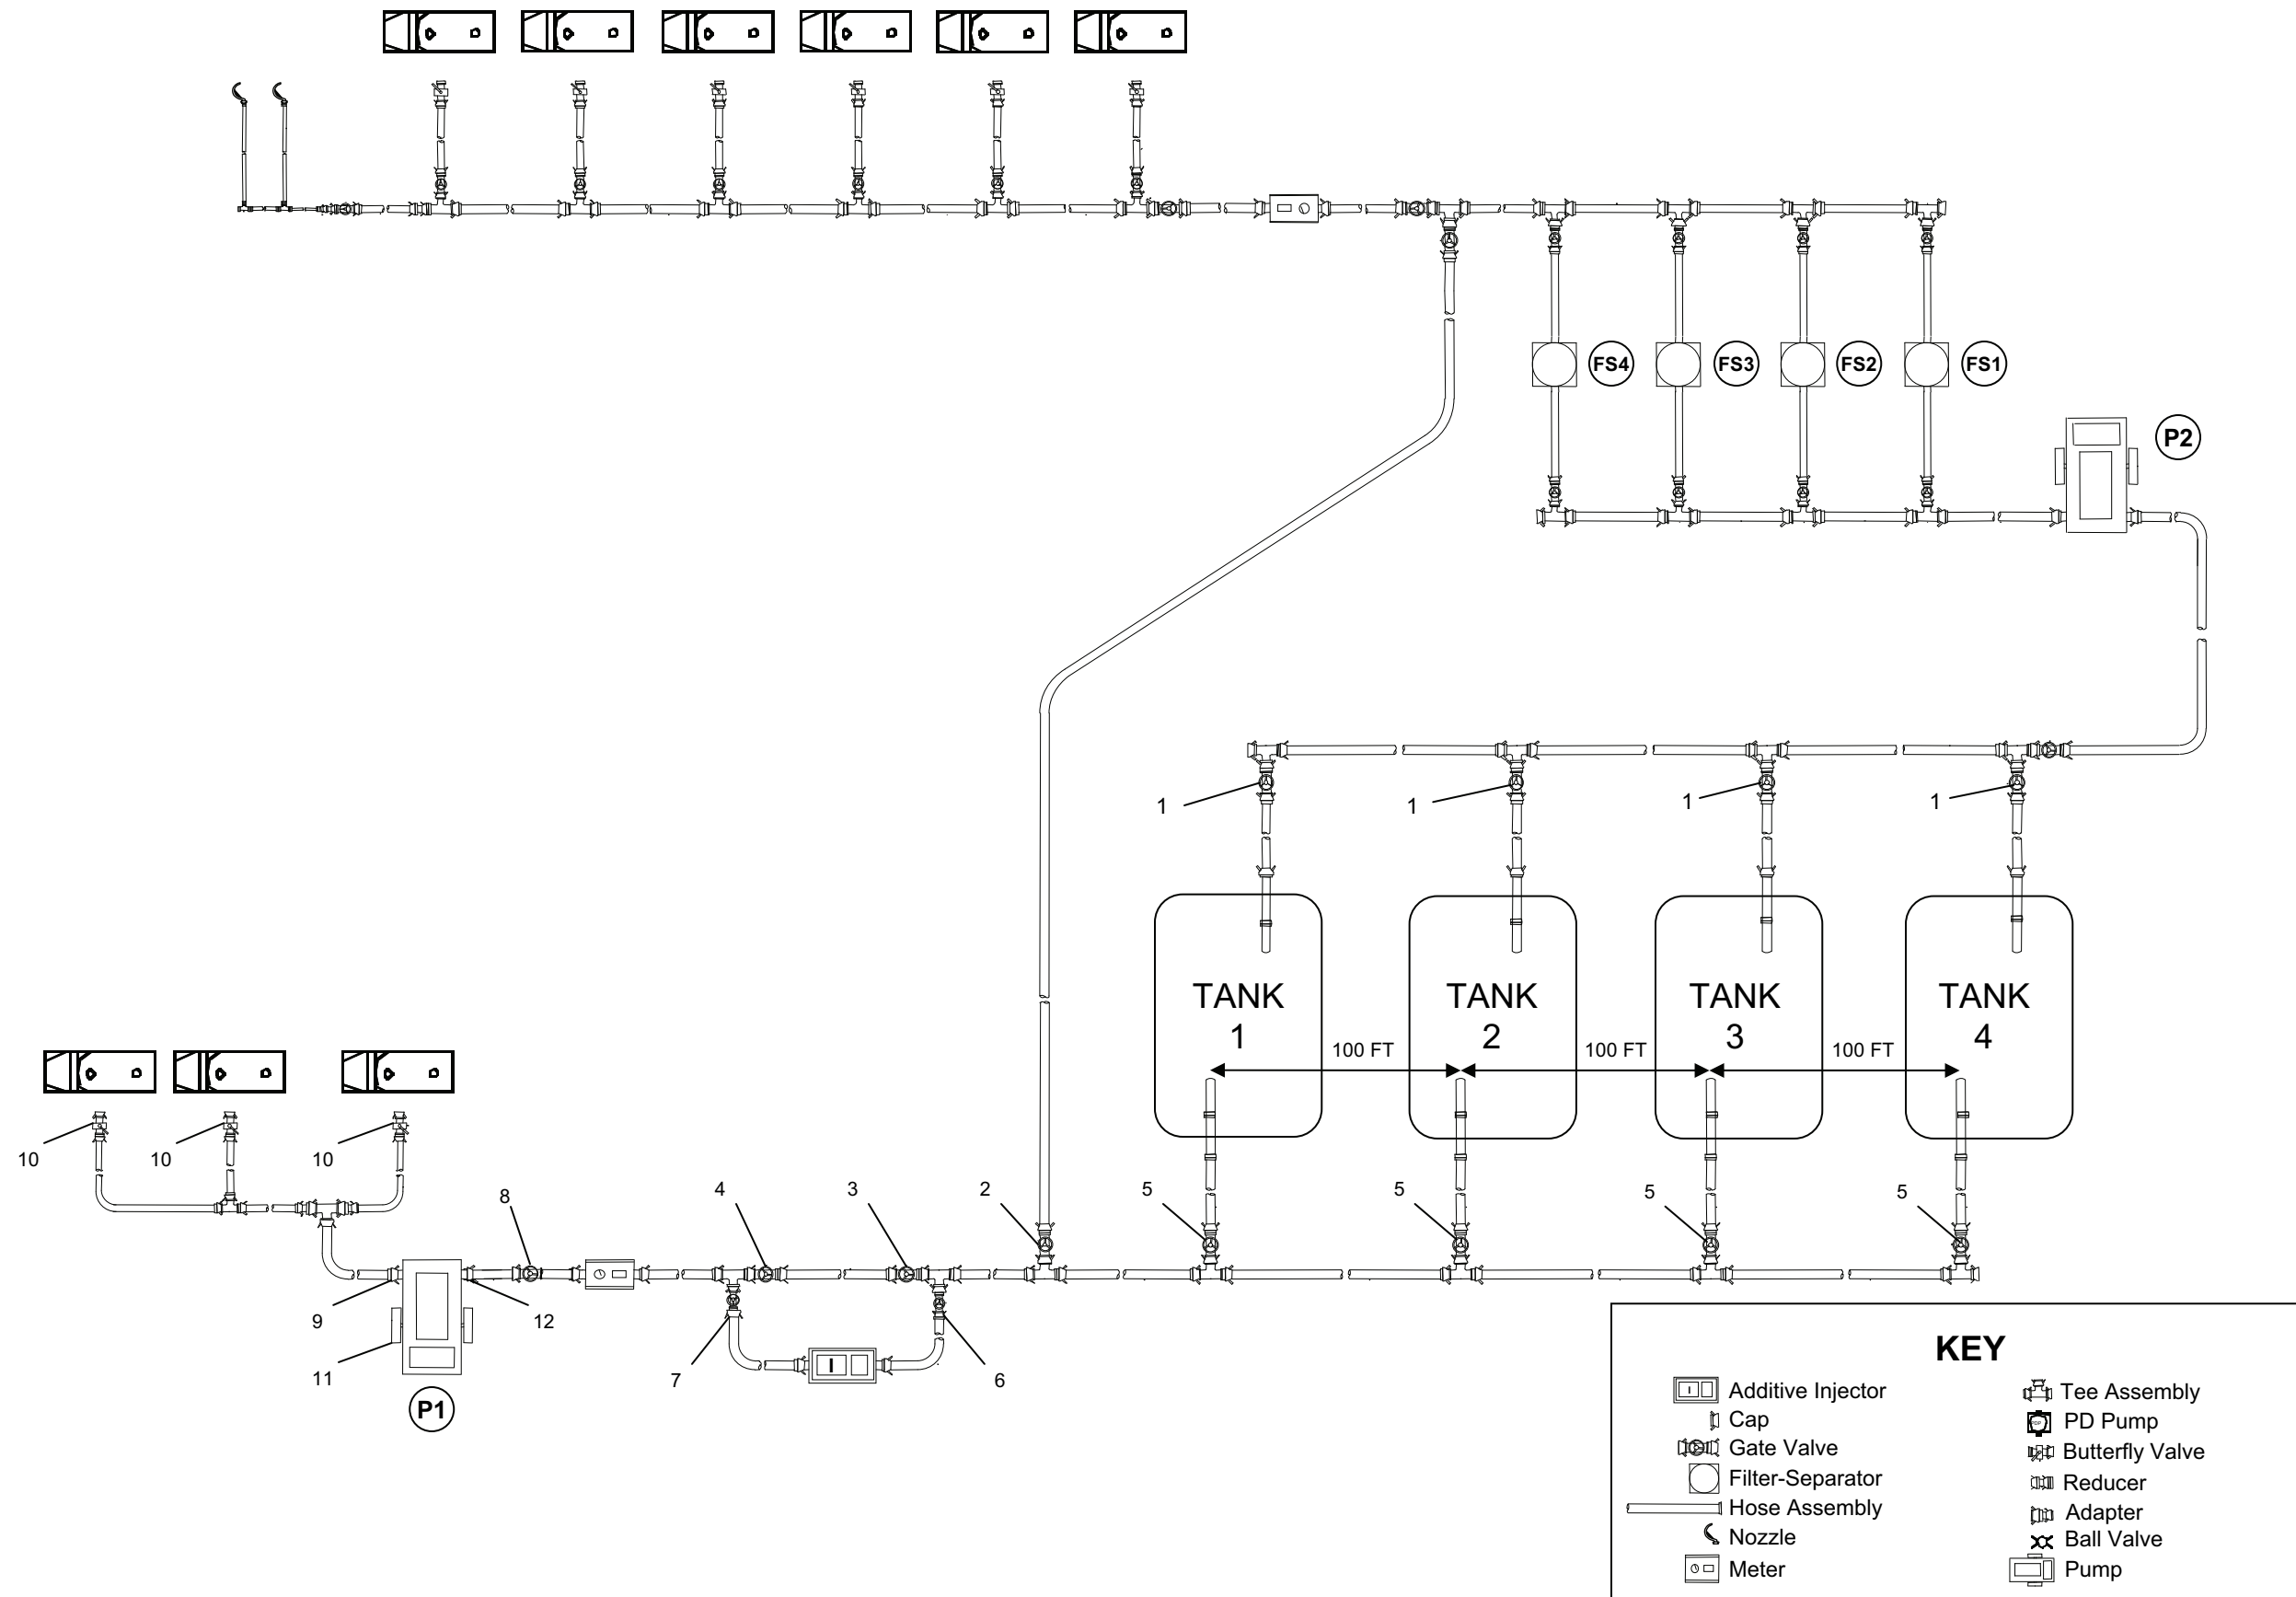 FS4
FS3
FS2
FS1
P2
1
1
1
1
TANK
1
TANK
2
TANK
3
TANK
4
100 FT
100 FT
100 FT
10
10
10
8
4
3
2
5
5
5
5
9
12
11
7
6
P1
KEY
Additive Injector
Cap
Gate Valve
Filter-Separator
Hose Assembly
Nozzle
Meter
Tee Assembly
PD Pump
Butterfly Valve
Reducer
Adapter
Ball Valve
Pump